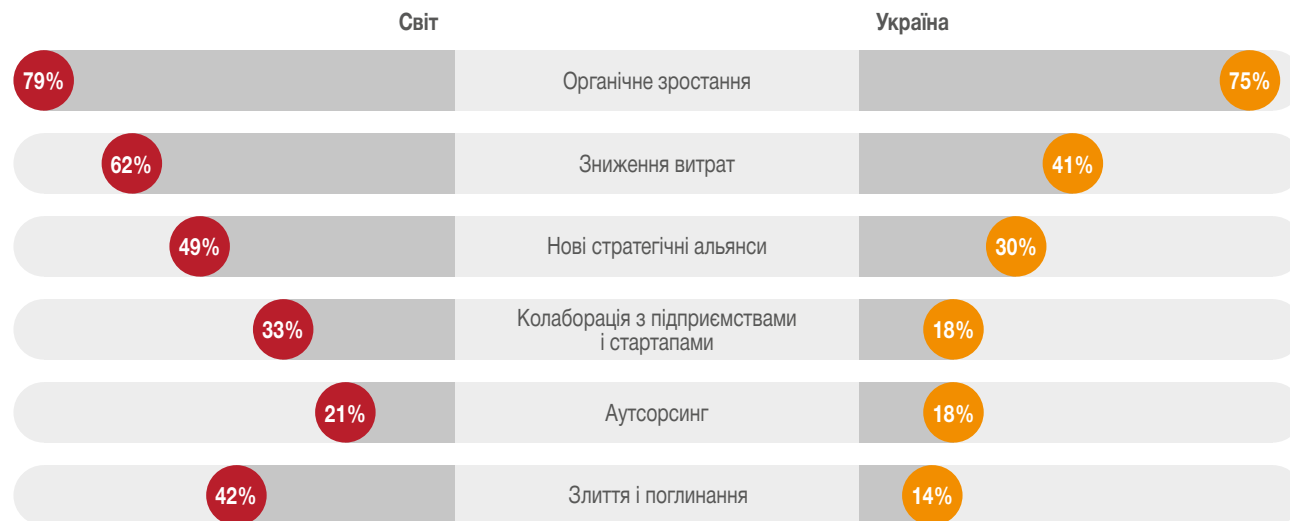 Світ Україна
79% Органічне зростання 75%
62% Зниження витрат 41%
49% Нові стратегічні альянси 30%
33% Колаборація з підприємствами і стартапами 18%
21% Аутсорсинг 18%
42% Злиття і поглинання 14%